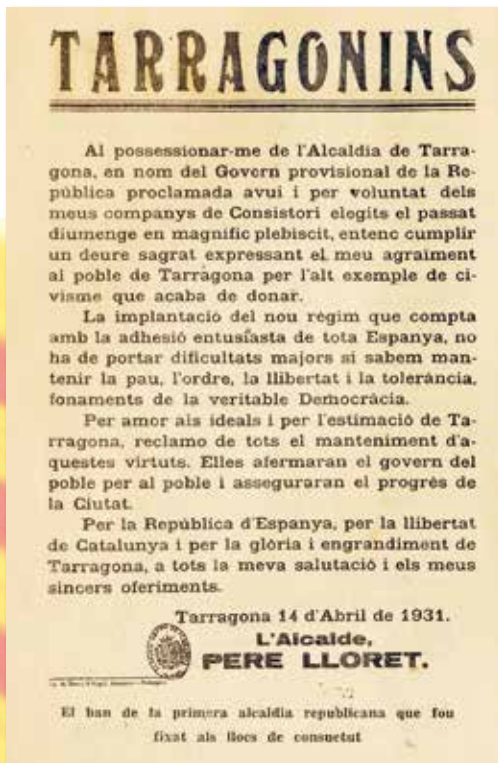 TARRAGONINS
Al possessionar-me de l'Alcaldia de Tarra-
gona, en nom del Govern provisional de la Re-
pública proclamada avui i per voluntat dels
meus companys de Consistori elegits el passat
diumenge en magnífic plebiscit, entenc cumplir
un deure sagrat expressant el meu agraïment
al poble de Tarragona per l'alt exemple de ci-
visme que acaba de donar.
La implantació del nou règim que compta
amb la adhesió entusiasta de tota Espanya, no
ha de portar dificultats majors si sabem man-
tenir la pau, l'ordre, la llibertat i la tolerància,
fonaments de la veritable Democràcia.
Per amor als ideals i per l'estimació de Ta-
rragona, reclamo de tots el manteniment d'a-
questes virtuts. Elles afermaran el govern del
poble per al poble i asseguraran el progrés de
la Ciutat.
Per la República d'Espanya, per la llibertat
de Catalunya i per la glòria i engrandiment de
Tarragona, a tots la meva salutació i els meus
sincers oferiments.
Tarragona 14 d'Abril de 1931.
L'Alcalde,
PERE LLORET.
El ban de la primera alcaldia republicana que fou
fixat als llocs de consuetut